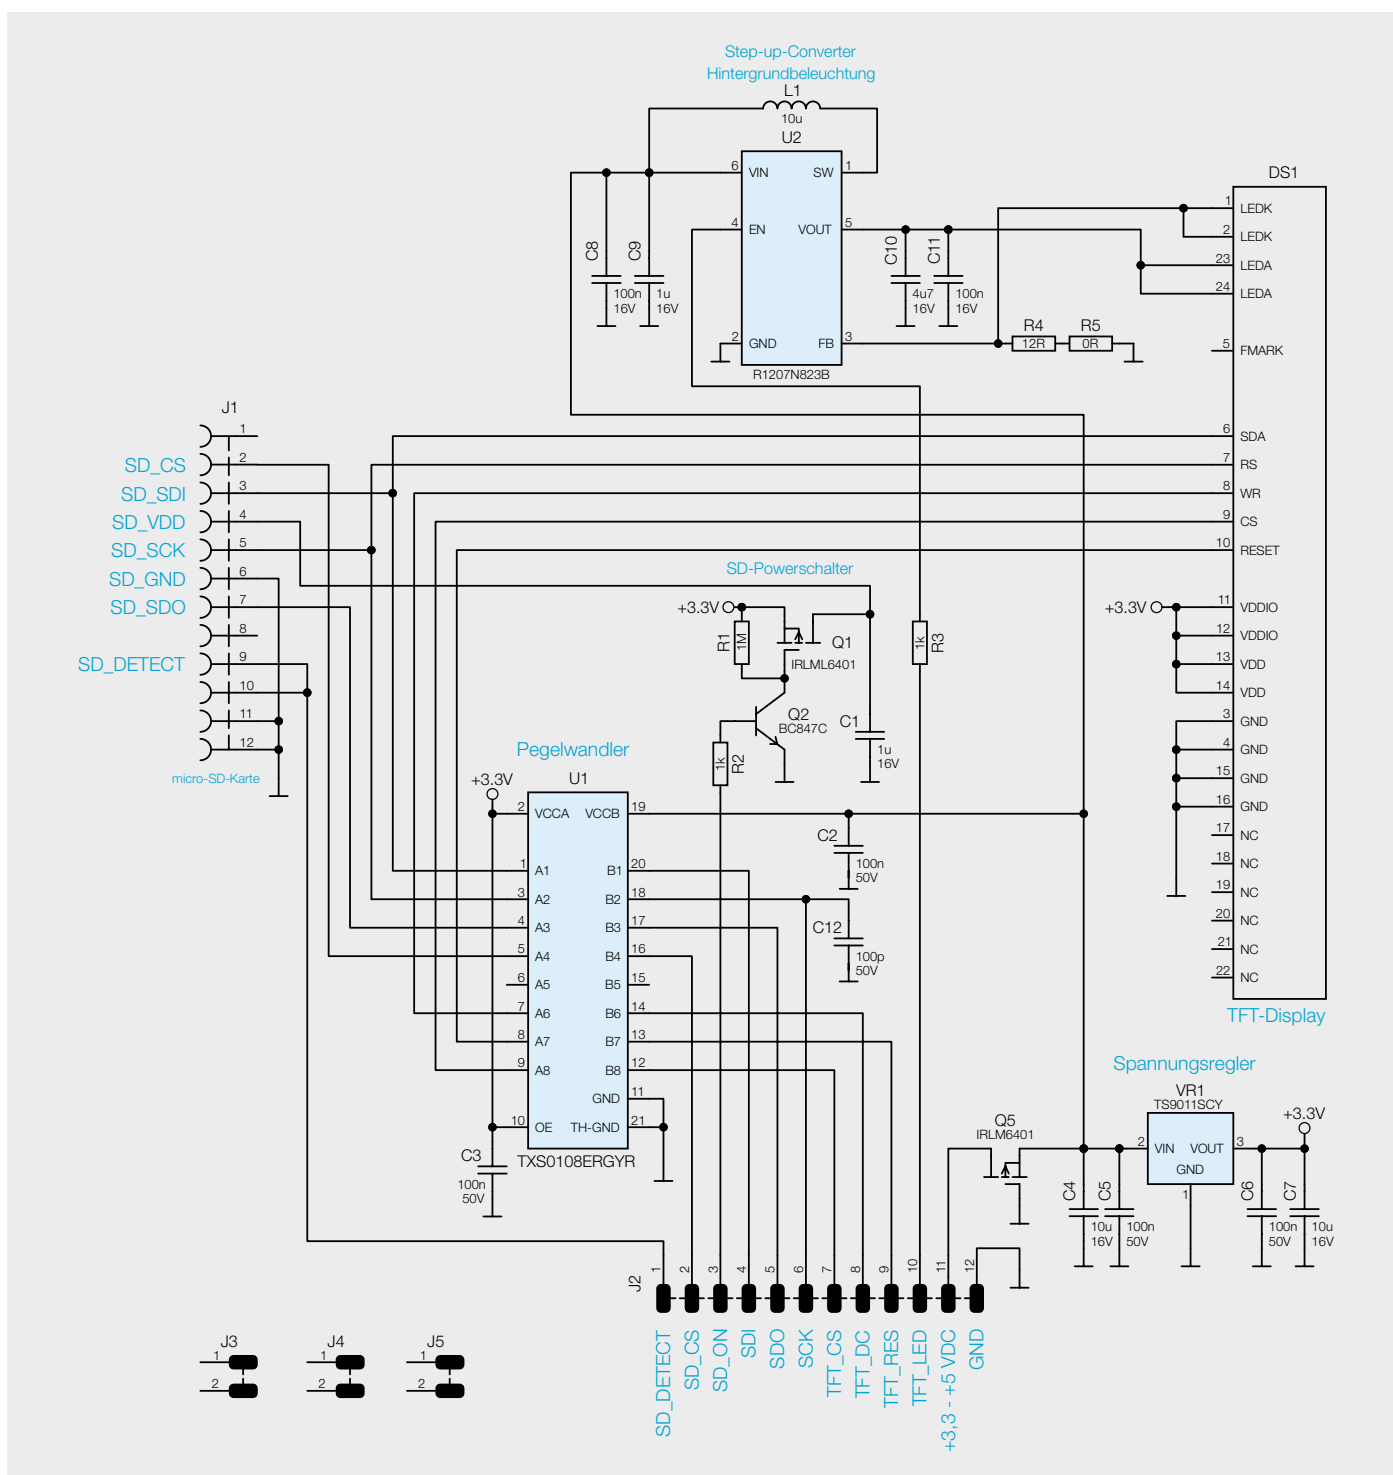 Step-up-Converter
Hintergrundbeleuchtung
L1
10u
U2
6 VIN SW 1
4 EN VOUT 5
2 GND FB 3
R1207N823B
C8
100n
16V
C9
1u
16V
C10
4u7
16V
C11
100n
16V
R4
12R
R5
0R
DS1
1 LEDK
2 LEDK
23 LEDA
24 LEDA
5 FMARK
6 SDA
7 RS
8 WR
9 CS
10 RESET
+3.3V
11 VDDIO
12 VDDIO
13 VDD
14 VDD
3 GND
4 GND
15 GND
16 GND
17 NC
18 NC
19 NC
20 NC
21 NC
22 NC
TFT-Display
J1
1
SD_CS 2
SD_SDI 3
SD_VDD 4
SD_SCK 5
SD_GND 6
SD_SDO 7
8
SD_DETECT 9
10
11
12
micro-SD-Karte
SD-Powerschalter
+3.3V
R1
1M
Q1
IRLML6401
Q2
BC847C
R2
1k
C1
1u
16V
R3
1k
Pegelwandler
+3.3V
U1
2 VCCA VCCB 19
1 A1 B1 20
3 A2 B2 18
4 A3 B3 17
5 A4 B4 16
6 A5 B5 15
7 A6 B6 14
8 A7 B7 13
9 A8 B8 12
GND 11
10 OE TH-GND 21
TXS0108ERGYR
C3
100n
50V
C2
100n
50V
C12
100p
50V
Spannungsregler
VR1
TS9011SCY
2 VIN VOUT 3
GND
1
+3.3V
Q5
IRLM6401
C4
10u
16V
C5
100n
50V
C6
100n
50V
C7
10u
16V
J2
1 2 3 4 5 6 7 8 9 10 11 12
SD_DETECT
SD_CS
SD_ON
SDI
SDO
SCK
TFT_CS
TFT_DC
TFT_RES
TFT_LED
+3,3 - +5 VDC
GND
J3
1
2
J4
1
2
J5
1
2